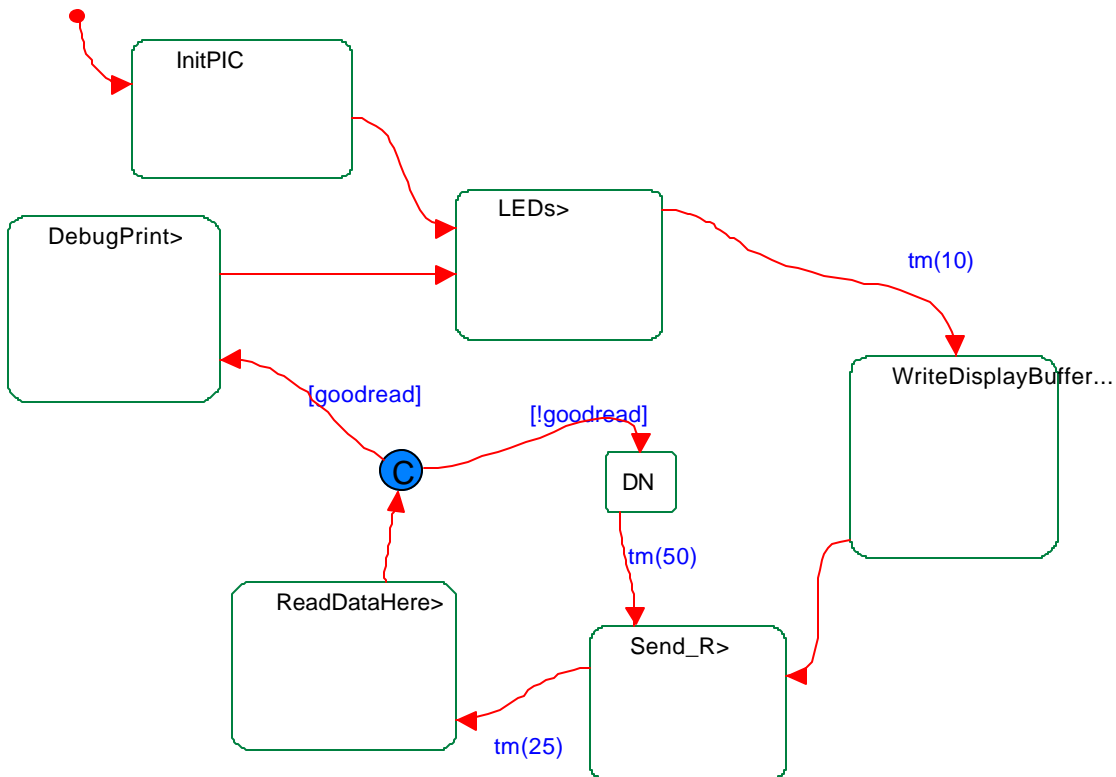 InitPIC
LEDs>
DebugPrint>
tm(10)
WriteDisplayBuffer...
[goodread]
[!goodread]
C
DN
tm(50)
ReadDataHere>
Send_R>
tm(25)